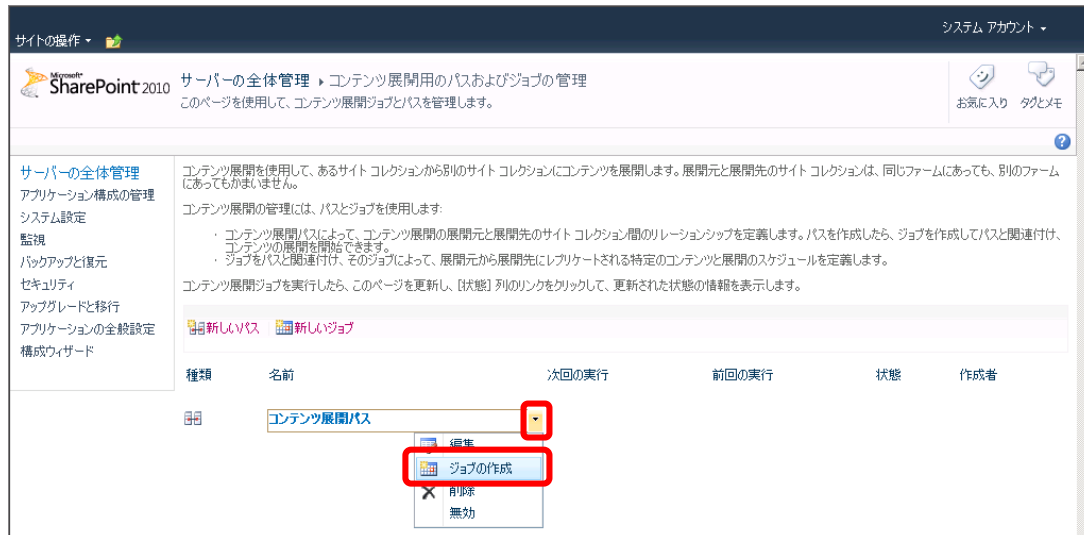 システム アカウント
サイトの操作
Microsoft
SharePoint 2010
サーバーの全体管理 ▸ コンテンツ展開用のパスおよびジョブの管理
このページを使用して、コンテンツ展開ジョブとパスを管理します。
お気に入り タグとメモ
サーバーの全体管理
アプリケーション構成の管理
システム設定
監視
バックアップと復元
セキュリティ
アップグレードと移行
アプリケーションの全般設定
構成ウィザード
コンテンツ展開を使用して、あるサイト コレクションから別のサイト コレクションにコンテンツを展開します。展開元と展開先のサイト コレクションは、同じファームにあっても、別のファーム
にあってもかまいません。
コンテンツ展開の管理には、パスとジョブを使用します:
・ コンテンツ展開パスによって、コンテンツ展開の展開元と展開先のサイト コレクション間のリレーションシップを定義します。パスを作成したら、ジョブを作成してパスと関連付け、
コンテンツの展開を開始できます。
・ ジョブをパスと関連付け、そのジョブによって、展開元から展開先にレプリケートされる特定のコンテンツと展開のスケジュールを定義します。
コンテンツ展開ジョブを実行したら、このページを更新し、[状態] 列のリンクをクリックして、更新された状態の情報を表示します。
新しいパス 新しいジョブ
種類 名前 次回の実行 前回の実行 状態 作成者
コンテンツ展開パス
編集
ジョブの作成
削除
無効